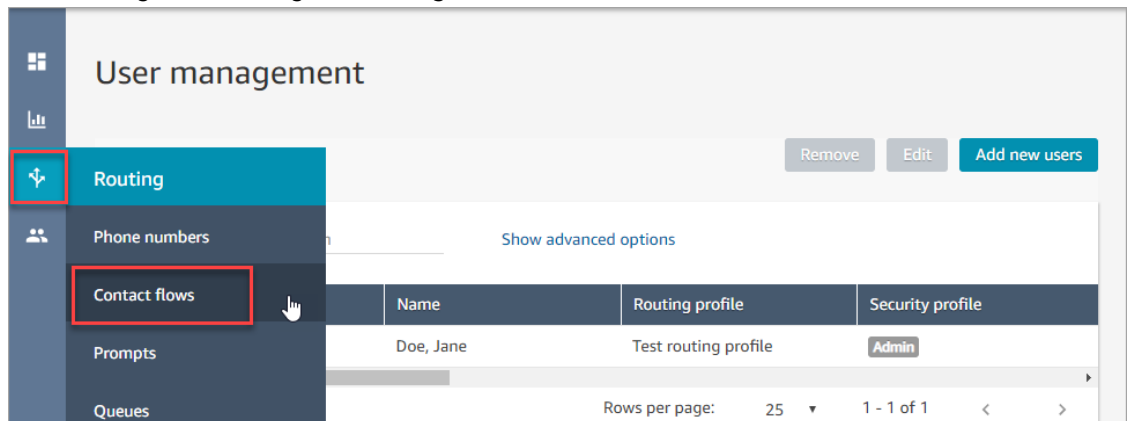 User management
Remove Edit Add new users
Routing
Phone numbers
Show advanced options
Contact flows
Name Routing profile Security profile
Prompts
Doe, Jane Test routing profile Admin
Queues
Rows per page: 25 1 - 1 of 1